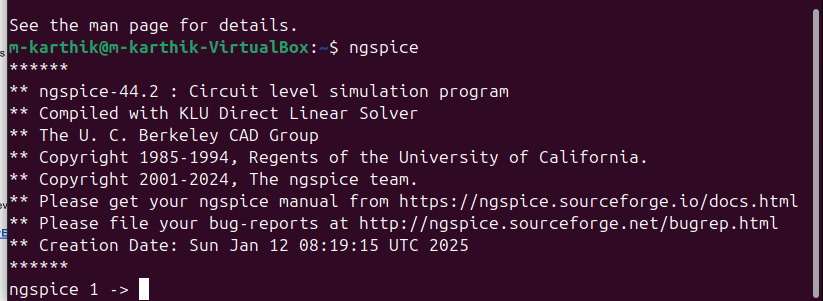 See the man page for details.
m-karthik@m-karthik-VirtualBox:~$ ngspice
******
** ngspice-44.2 : Circuit level simulation program
** Compiled with KLU Direct Linear Solver
** The U. C. Berkeley CAD Group
** Copyright 1985-1994, Regents of the University of California.
** Copyright 2001-2024, The ngspice team.
** Please get your ngspice manual from https://ngspice.sourceforge.io/docs.html
** Please file your bug-reports at http://ngspice.sourceforge.net/bugrep.html
** Creation Date: Sun Jan 12 08:19:15 UTC 2025
******
ngspice 1 ->